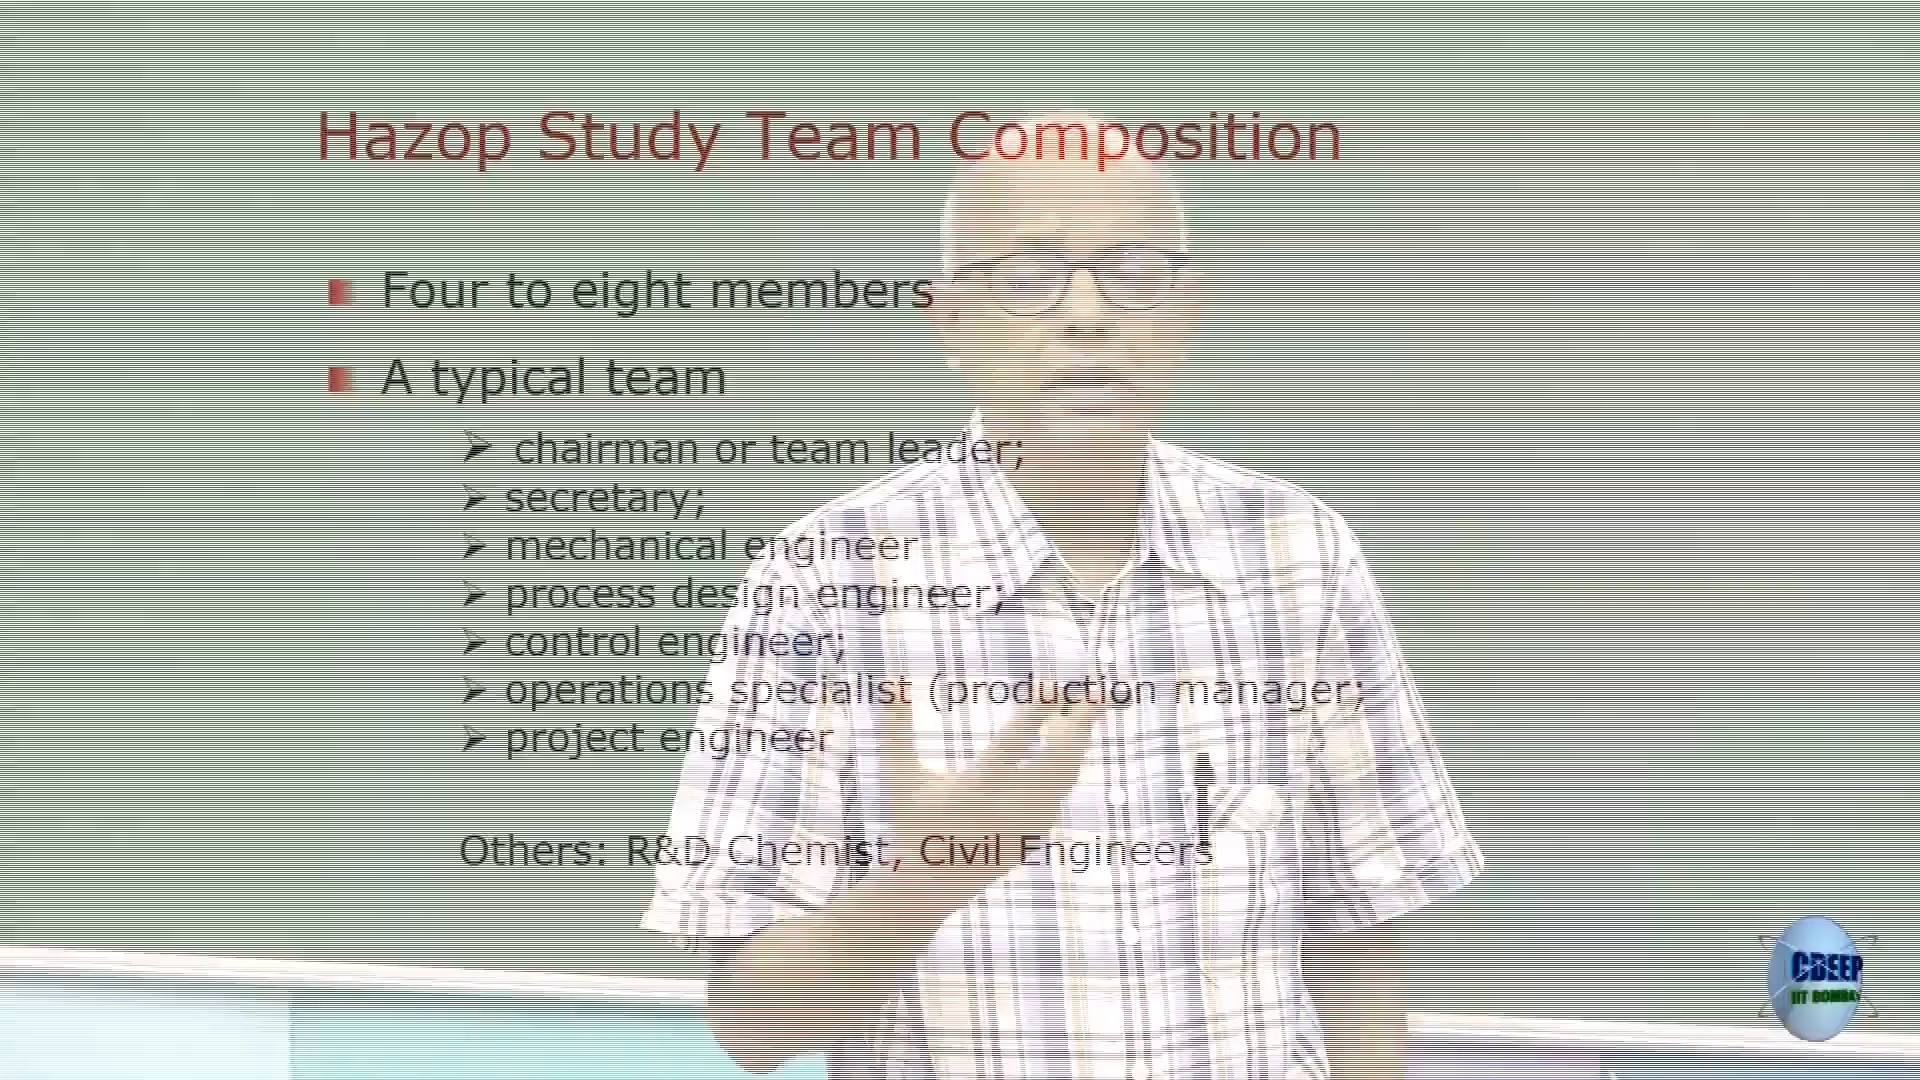 Hazop Study Team Composition
Four to eight members
A typical team
chairman or team leader;
secretary;
mechanical engineer
process design engineer;
control engineer;
operations specialist (production manager;
project engineer
Others: R&D Chemist, Civil Engineers
CDEEP
IIT BOMBAY